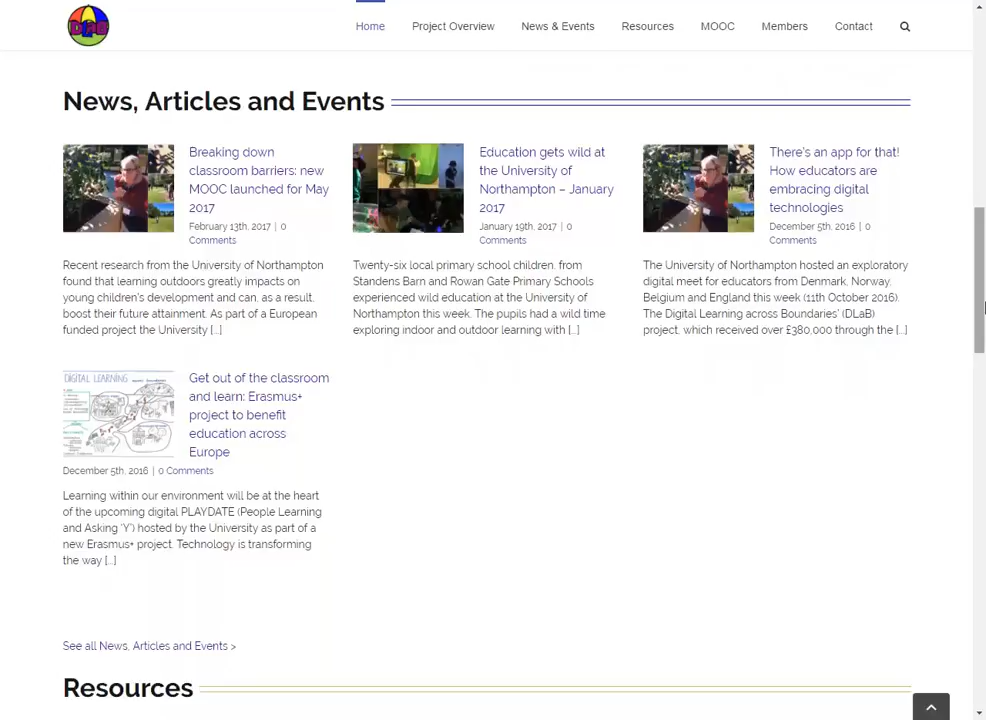 DLaB
Home Project Overview News & Events Resources MOOC Members Contact
News, Articles and Events
Breaking down
classroom barriers: new
MOOC launched for May
2017
February 13th, 2017 | 0
Comments
Recent research from the University of Northampton
found that learning outdoors greatly impacts on
young children's development and can, as a result,
boost their future attainment. As part of a European
funded project the University [...]
Education gets wild at
the University of
Northampton – January
2017
January 19th, 2017 | 0
Comments
Twenty-six local primary school children, from
Standens Barn and Rowan Gate Primary Schools
experienced wild education at the University of
Northampton this week. The pupils had a wild time
exploring indoor and outdoor learning with [...]
There's an app for that!
How educators are
embracing digital
technologies
December 5th, 2016 | 0
Comments
The University of Northampton hosted an exploratory
digital meet for educators from Denmark, Norway,
Belgium and England this week (11th October 2016).
The Digital Learning across Boundaries' (DLaB)
project, which received over £380,000 through the [...]
DIGITAL LEARNING
Get out of the classroom
and learn: Erasmus+
project to benefit
education across
Europe
December 5th, 2016 | 0 Comments
Learning within our environment will be at the heart
of the upcoming digital PLAYDATE (People Learning
and Asking 'Y') hosted by the University as part of a
new Erasmus+ project. Technology is transforming
the way [...]
See all News, Articles and Events >
Resources